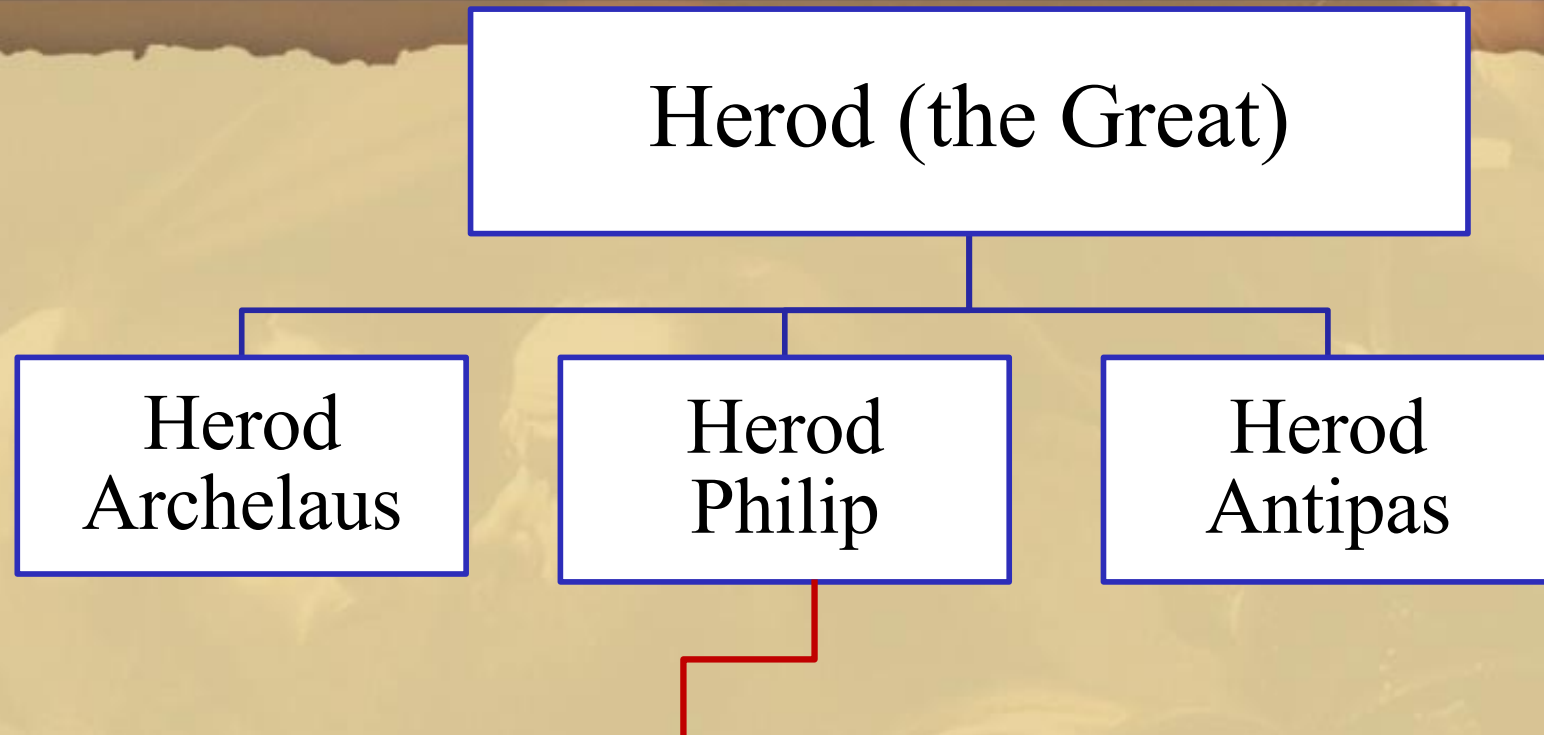 Herod (the Great)
Herod
Archelaus
Herod
Philip
Herod
Antipas